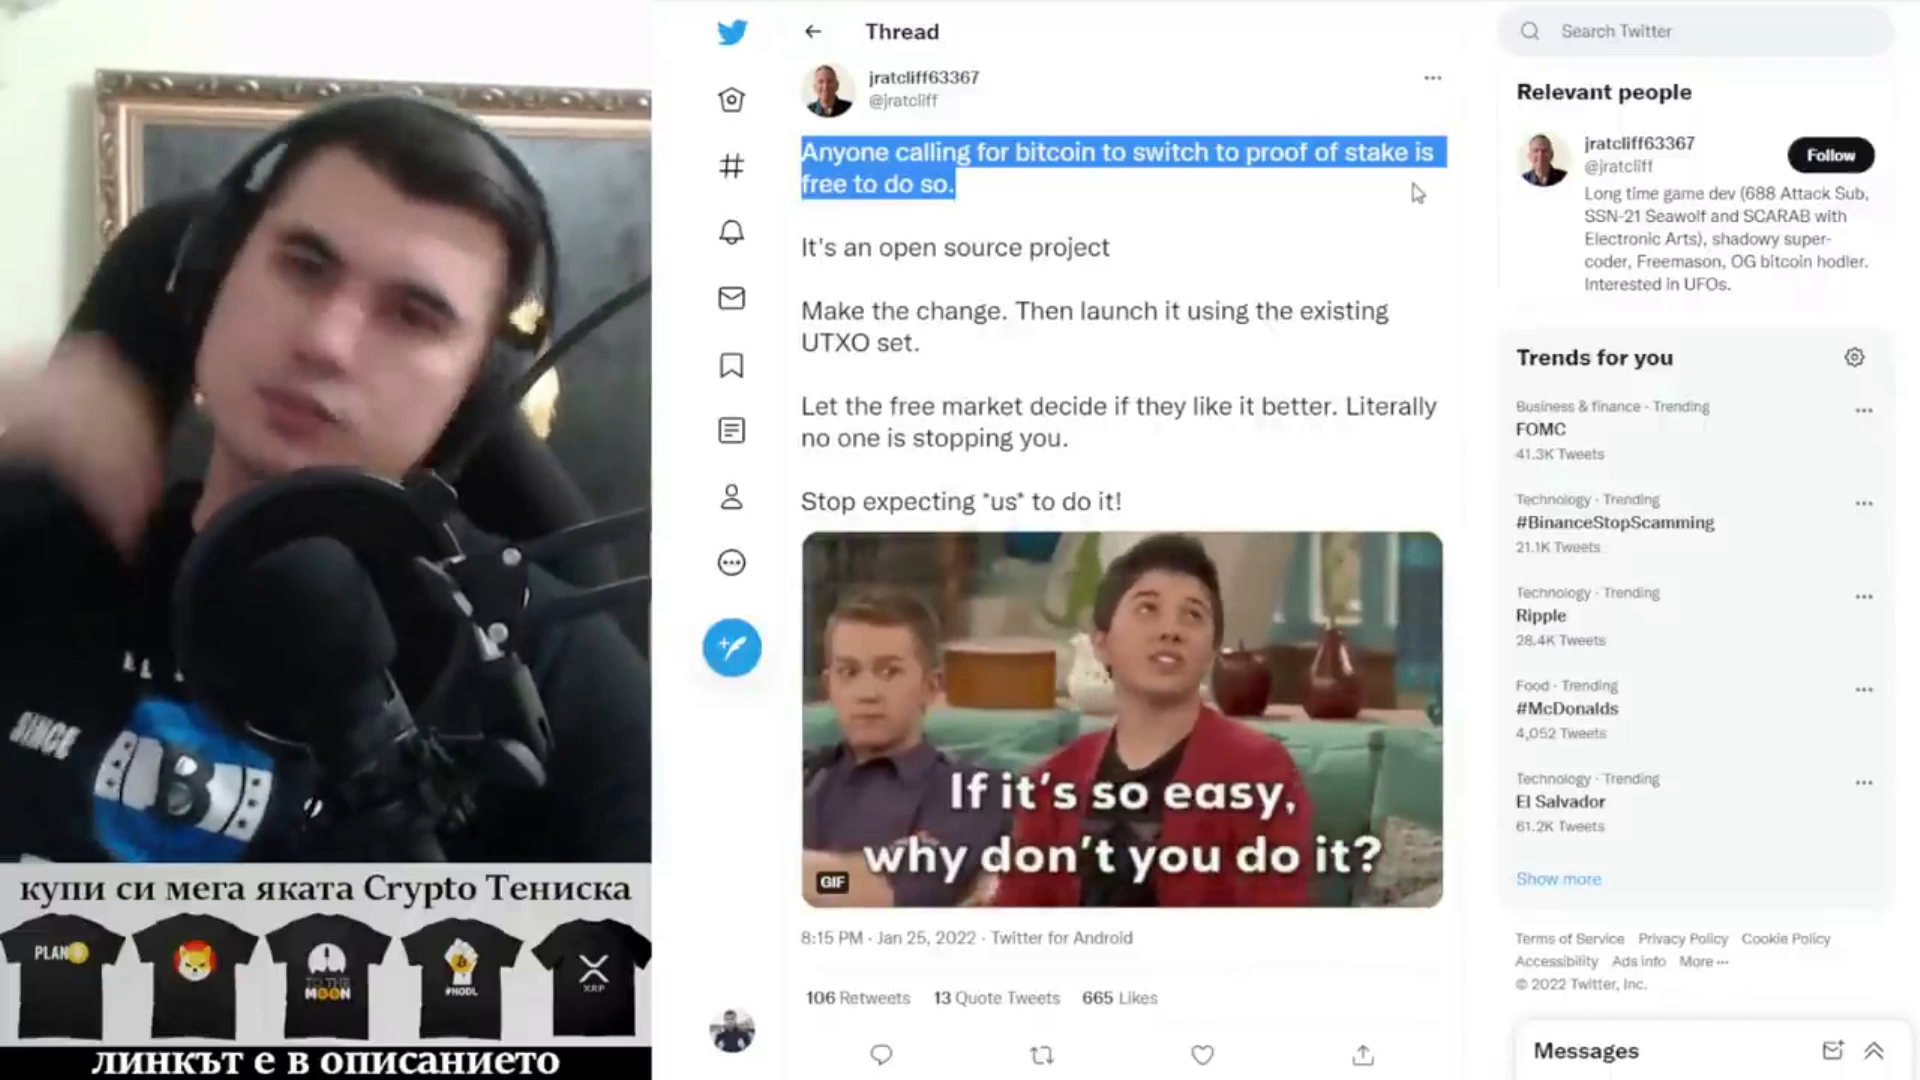 SINCE
купи си мега яката Crypto Тениска
PLAN
TO THE
MOON
#HODL
XRP
линкът е в описанието
Thread
jratcliff63367
@jratcliff
Anyone calling for bitcoin to switch to proof of stake is
free to do so.
It's an open source project
Make the change. Then launch it using the existing
UTXO set.
Let the free market decide if they like it better. Literally
no one is stopping you.
Stop expecting *us* to do it!
If it's so easy,
why don't you do it?
GIF
8:15 PM · Jan 25, 2022 · Twitter for Android
106 Retweets 13 Quote Tweets 665 Likes
Search Twitter
Relevant people
jratcliff63367
@jratcliff
Follow
Long time game dev (688 Attack Sub,
SSN-21 Seawolf and SCARAB with
Electronic Arts), shadowy super-
coder, Freemason, OG bitcoin hodler.
Interested in UFOs.
Trends for you
Business & finance · Trending
FOMC
41.3K Tweets
Technology · Trending
#BinanceStopScamming
21.1K Tweets
Technology · Trending
Ripple
28.4K Tweets
Food · Trending
#McDonalds
4,052 Tweets
Technology · Trending
El Salvador
61.2K Tweets
Show more
Terms of Service Privacy Policy Cookie Policy
Accessibility Ads info More ···
© 2022 Twitter, Inc.
Messages